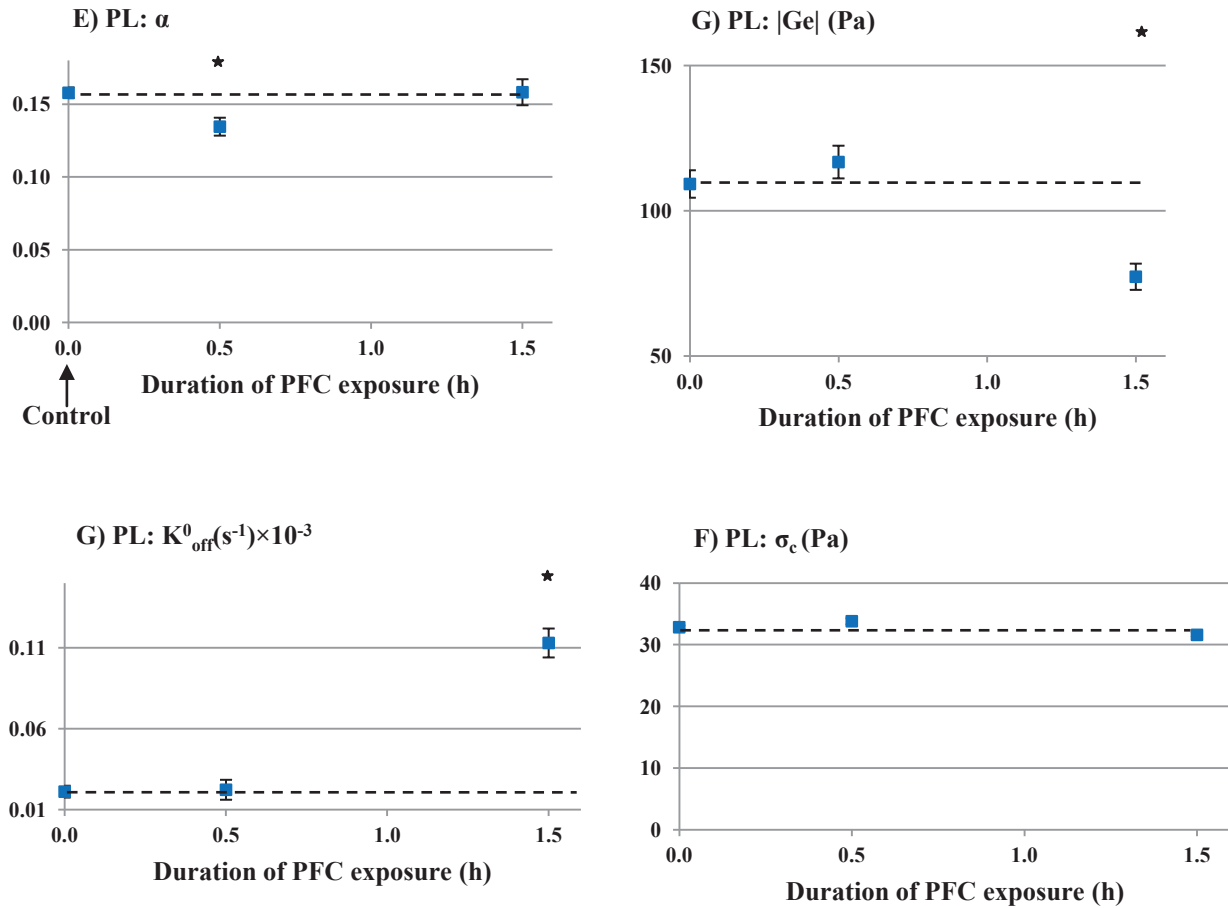 E) PL: α
0.15
0.10
0.05
0.00
0.0 0.5 1.0 1.5
Duration of PFC exposure (h)
Control
G) PL: |Ge| (Pa)
150
100
50
0.0 0.5 1.0 1.5
Duration of PFC exposure (h)
G) PL: K⁰off(s⁻¹)×10⁻³
0.11
0.06
0.01
0.0 0.5 1.0 1.5
Duration of PFC exposure (h)
F) PL: σc (Pa)
40
30
20
10
0
0.0 0.5 1.0 1.5
Duration of PFC exposure (h)